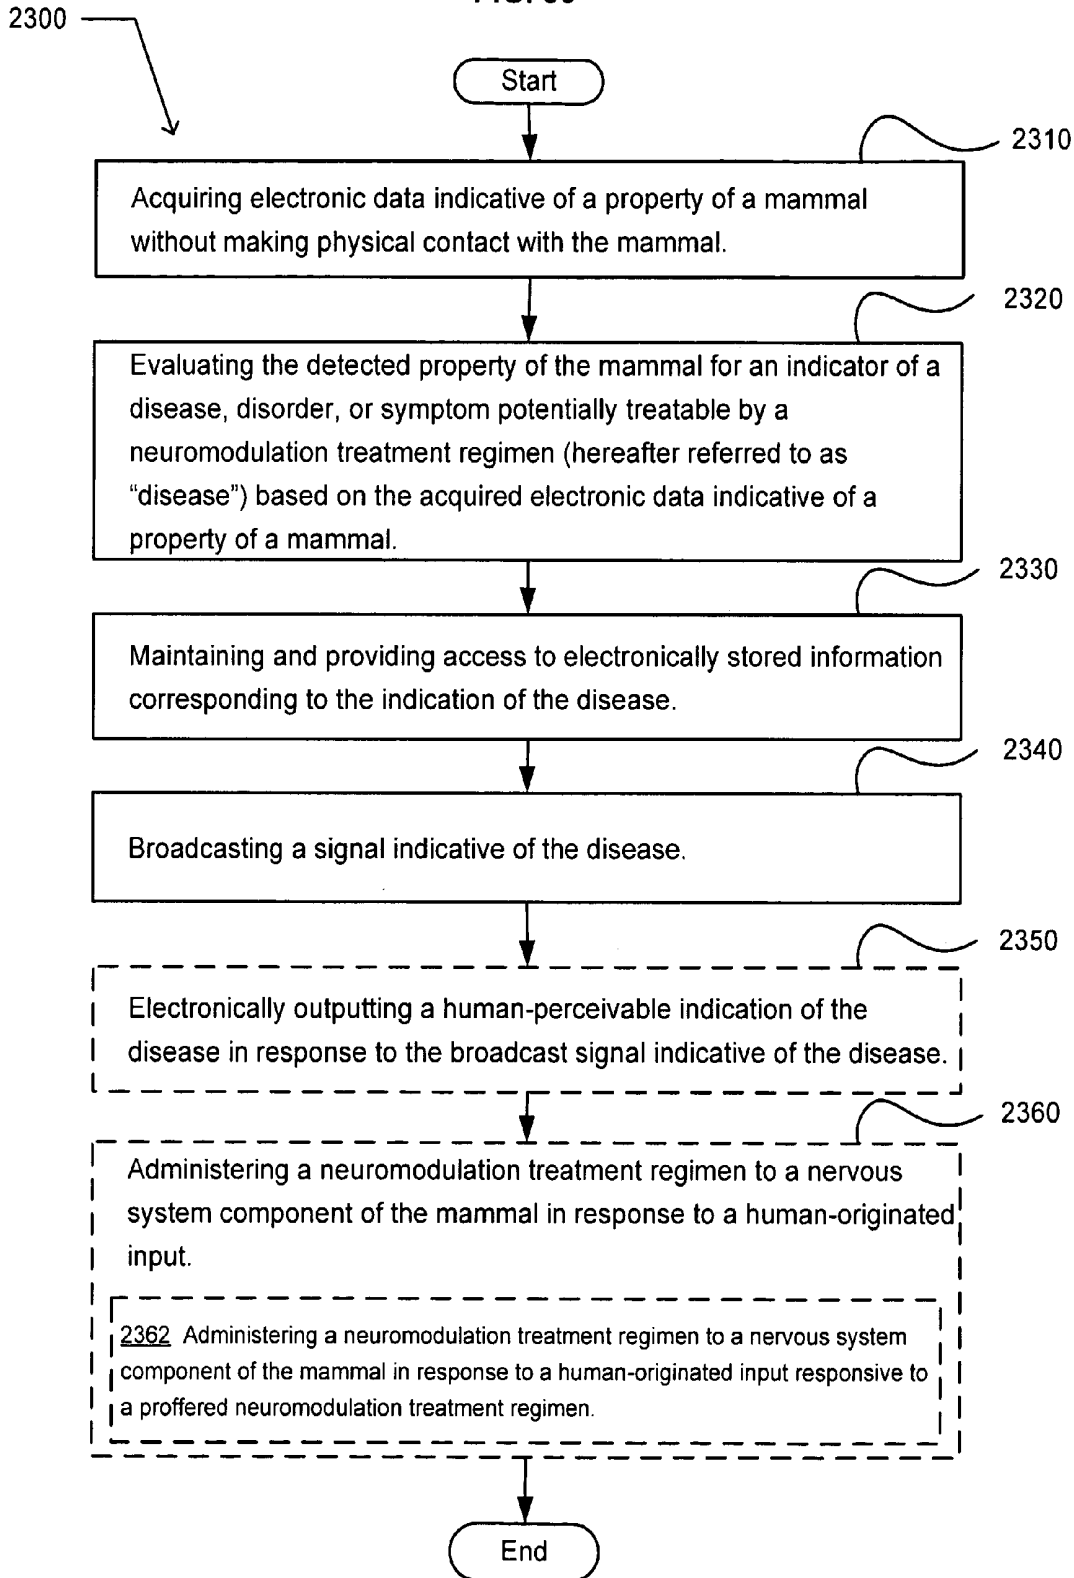 2300
Start
2310
Acquiring electronic data indicative of a property of a mammal
without making physical contact with the mammal.
2320
Evaluating the detected property of the mammal for an indicator of a
disease, disorder, or symptom potentially treatable by a
neuromodulation treatment regimen (hereafter referred to as
“disease”) based on the acquired electronic data indicative of a
property of a mammal.
2330
Maintaining and providing access to electronically stored information
corresponding to the indication of the disease.
2340
Broadcasting a signal indicative of the disease.
2350
Electronically outputting a human-perceivable indication of the
disease in response to the broadcast signal indicative of the disease.
2360
Administering a neuromodulation treatment regimen to a nervous
system component of the mammal in response to a human-originated
input.
2362 Administering a neuromodulation treatment regimen to a nervous system
component of the mammal in response to a human-originated input responsive to
a proffered neuromodulation treatment regimen.
End